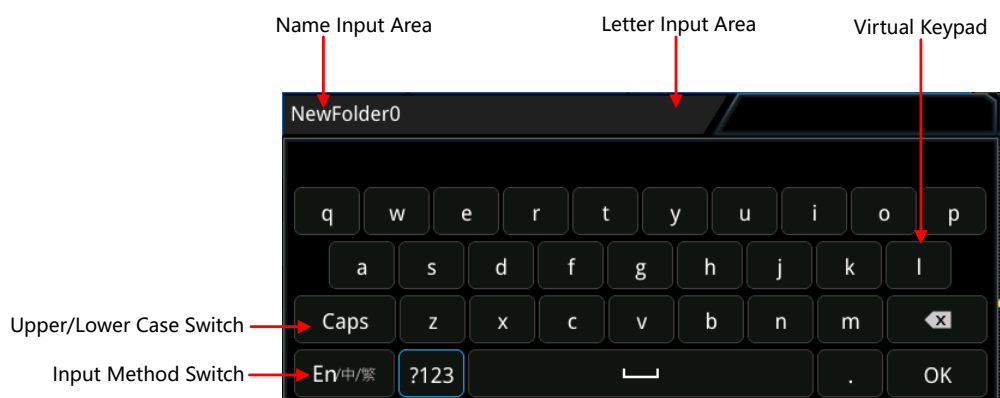 Name Input Area
Letter Input Area
Virtual Keypad
NewFolder0
q w e r t y u i o p
a s d f g h j k l
Upper/Lower Case Switch
Caps z x c v b n m
Input Method Switch
En/中/繁 ?123 . OK